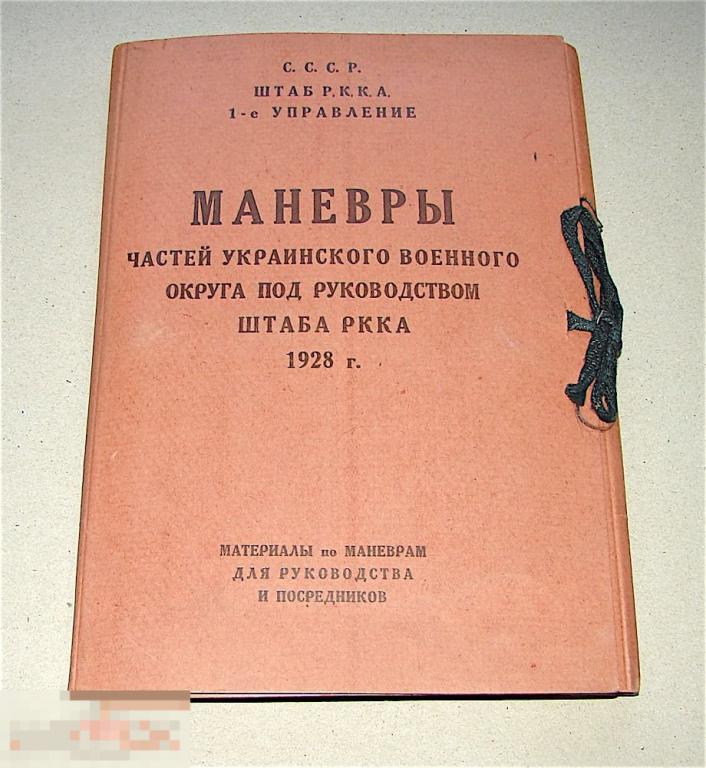 С. С. С. Р.
ШТАБ Р. К. К. А.
1-е УПРАВЛЕНИЕ
МАНЕВРЫ
ЧАСТЕЙ УКРАИНСКОГО ВОЕННОГО
ОКРУГА ПОД РУКОВОДСТВОМ
ШТАБА РККА
1928 г.
МАТЕРИАЛЫ по МАНЕВРАМ
ДЛЯ РУКОВОДСТВА
И ПОСРЕДНИКОВ